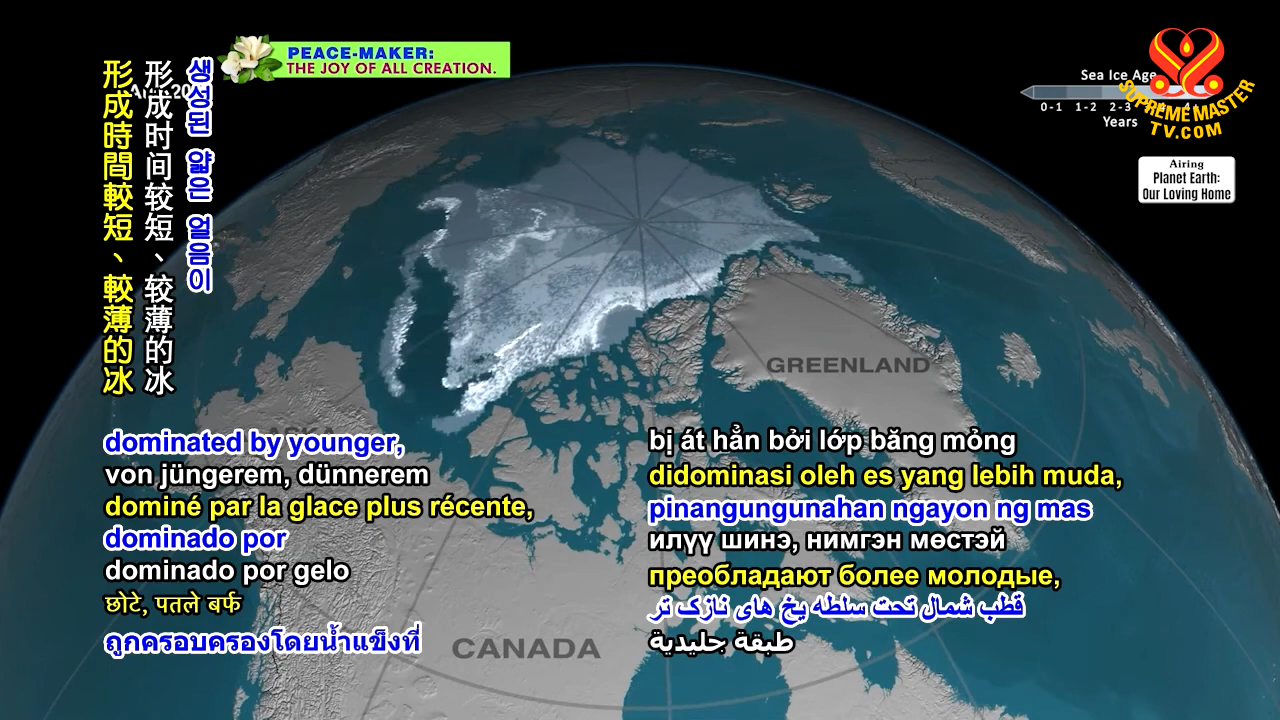 PEACE-MAKER:
THE JOY OF ALL CREATION.
Sea Ice Age
0-1 1-2 2-3
Years
SUPREME MASTER
TV.COM
Airing
Planet Earth:
Our Loving Home
형
생성된 얇은 얼음이
形成时间较短、较薄的冰
形成時間較短、較薄的冰
GREENLAND
CANADA
dominated by younger,
von jüngerem, dünnerem
dominé par la glace plus récente,
dominado por
dominado por gelo
छोटे, पतले बर्फ
ถูกครอบครองโดยน้ำแข็งที่
bị át hẳn bởi lớp băng mỏng
didominasi oleh es yang lebih muda,
pinangungunahan ngayon ng mas
илүү шинэ, нимгэн мөстэй
преобладают более молодые,
قطب شمال تحت سلطه یخ های نازک تر
طبقة جليدية